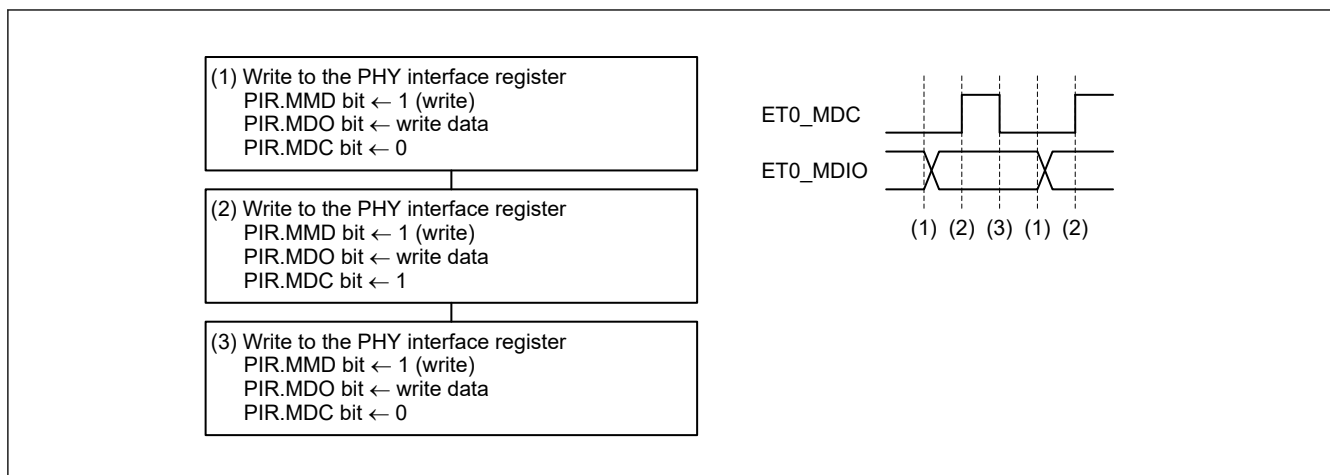 (1) Write to the PHY interface register
PIR.MMD bit ← 1 (write)
PIR.MDO bit ← write data
PIR.MDC bit ← 0
(2) Write to the PHY interface register
PIR.MMD bit ← 1 (write)
PIR.MDO bit ← write data
PIR.MDC bit ← 1
(3) Write to the PHY interface register
PIR.MMD bit ← 1 (write)
PIR.MDO bit ← write data
PIR.MDC bit ← 0
ET0_MDC
ET0_MDIO
(1) (2) (3) (1) (2)